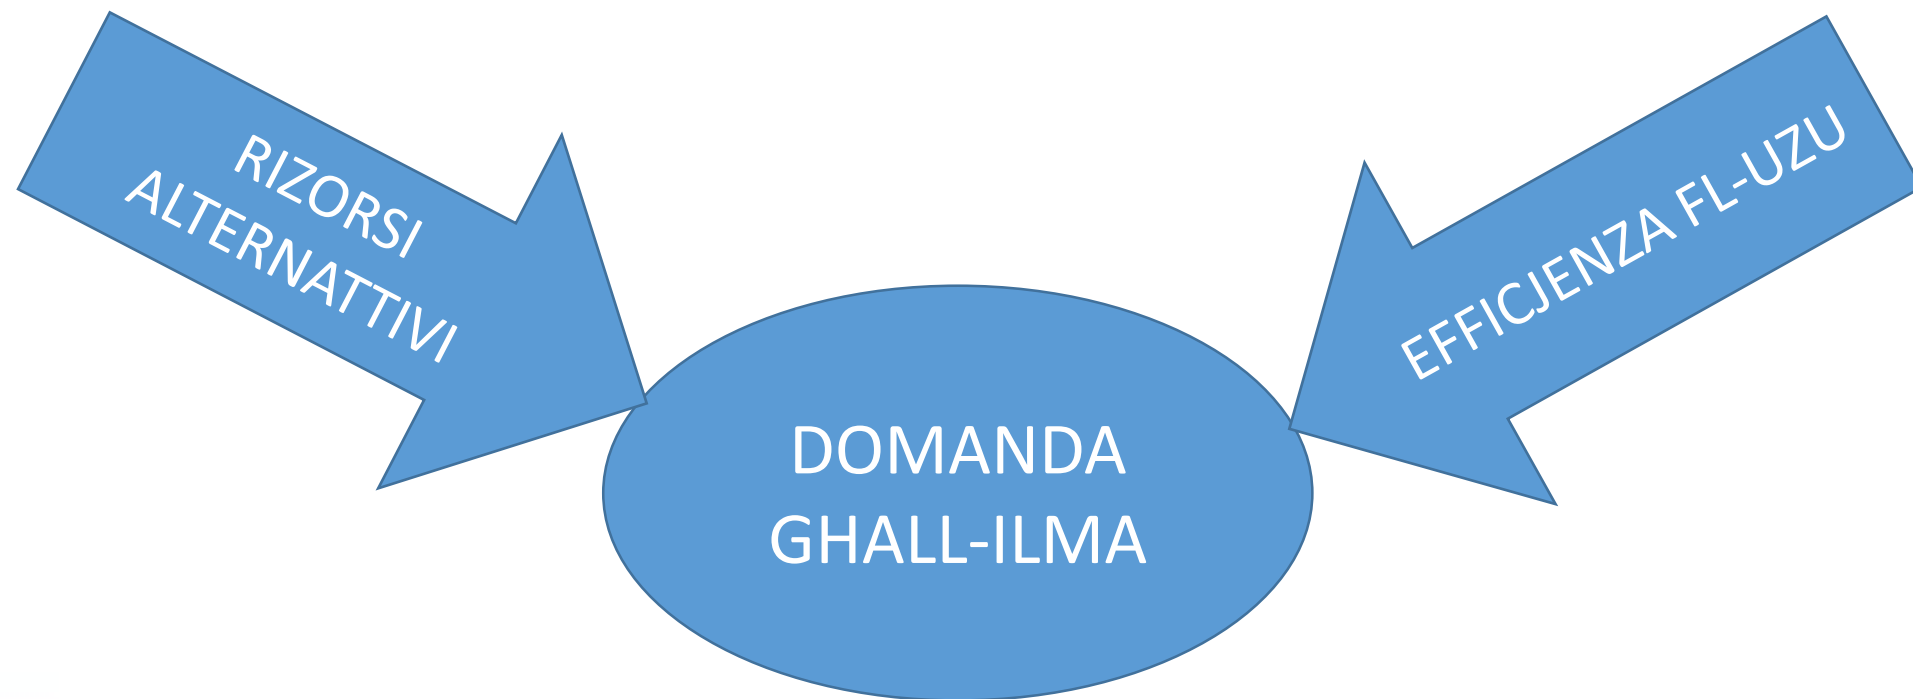 RIZORSI
ALTERNATTIVI
EFFICJENZA FL-UZU
DOMANDA
GHALL-ILMA